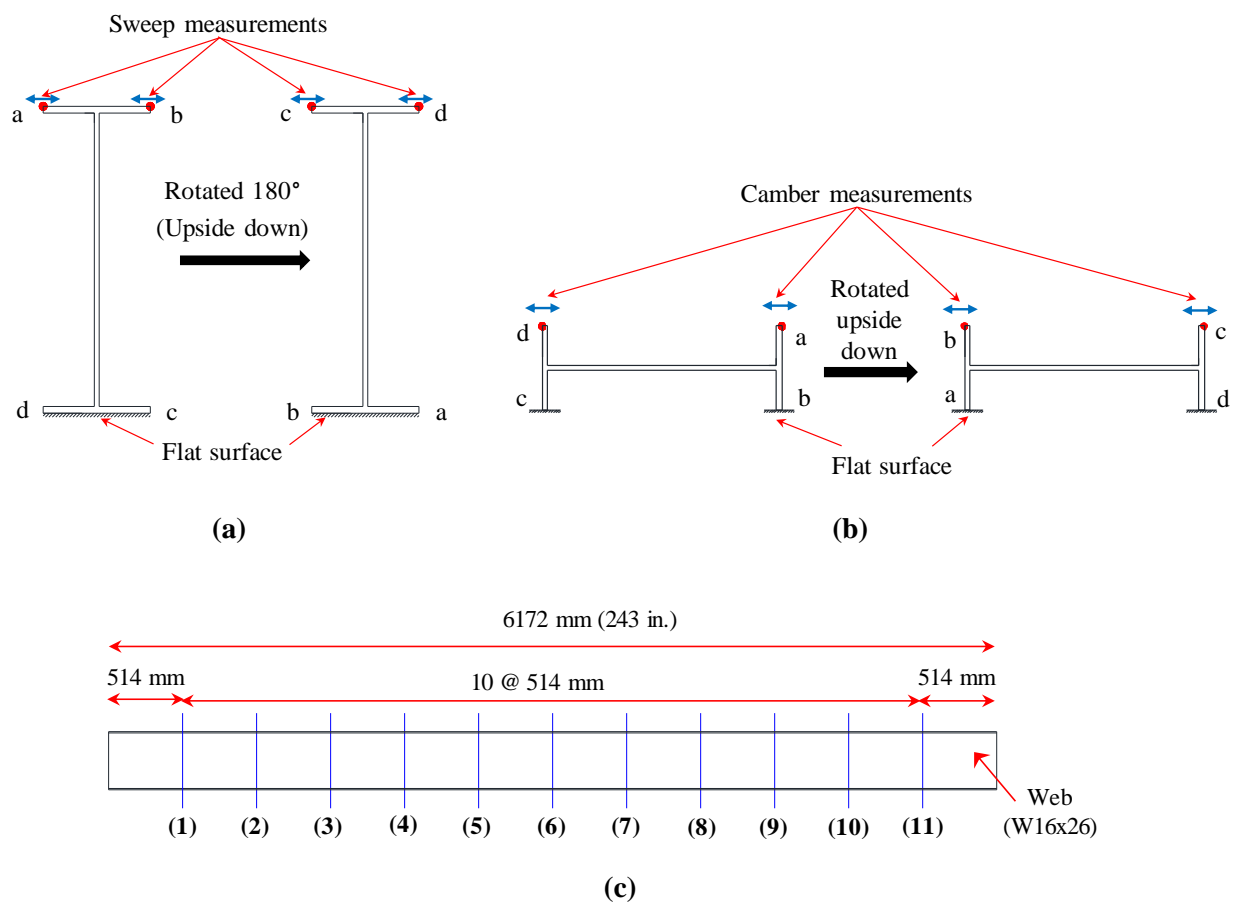 Sweep measurements
a
b
c
d
Rotated 180°
(Upside down)
d
c
b
a
Flat surface
(a)
Camber measurements
d
a
b
c
Rotated
upside
down
c
b
a
d
Flat surface
(b)
6172 mm (243 in.)
514 mm
10 @ 514 mm
514 mm
Web
(W16x26)
(1)
(2)
(3)
(4)
(5)
(6)
(7)
(8)
(9)
(10)
(11)
(c)